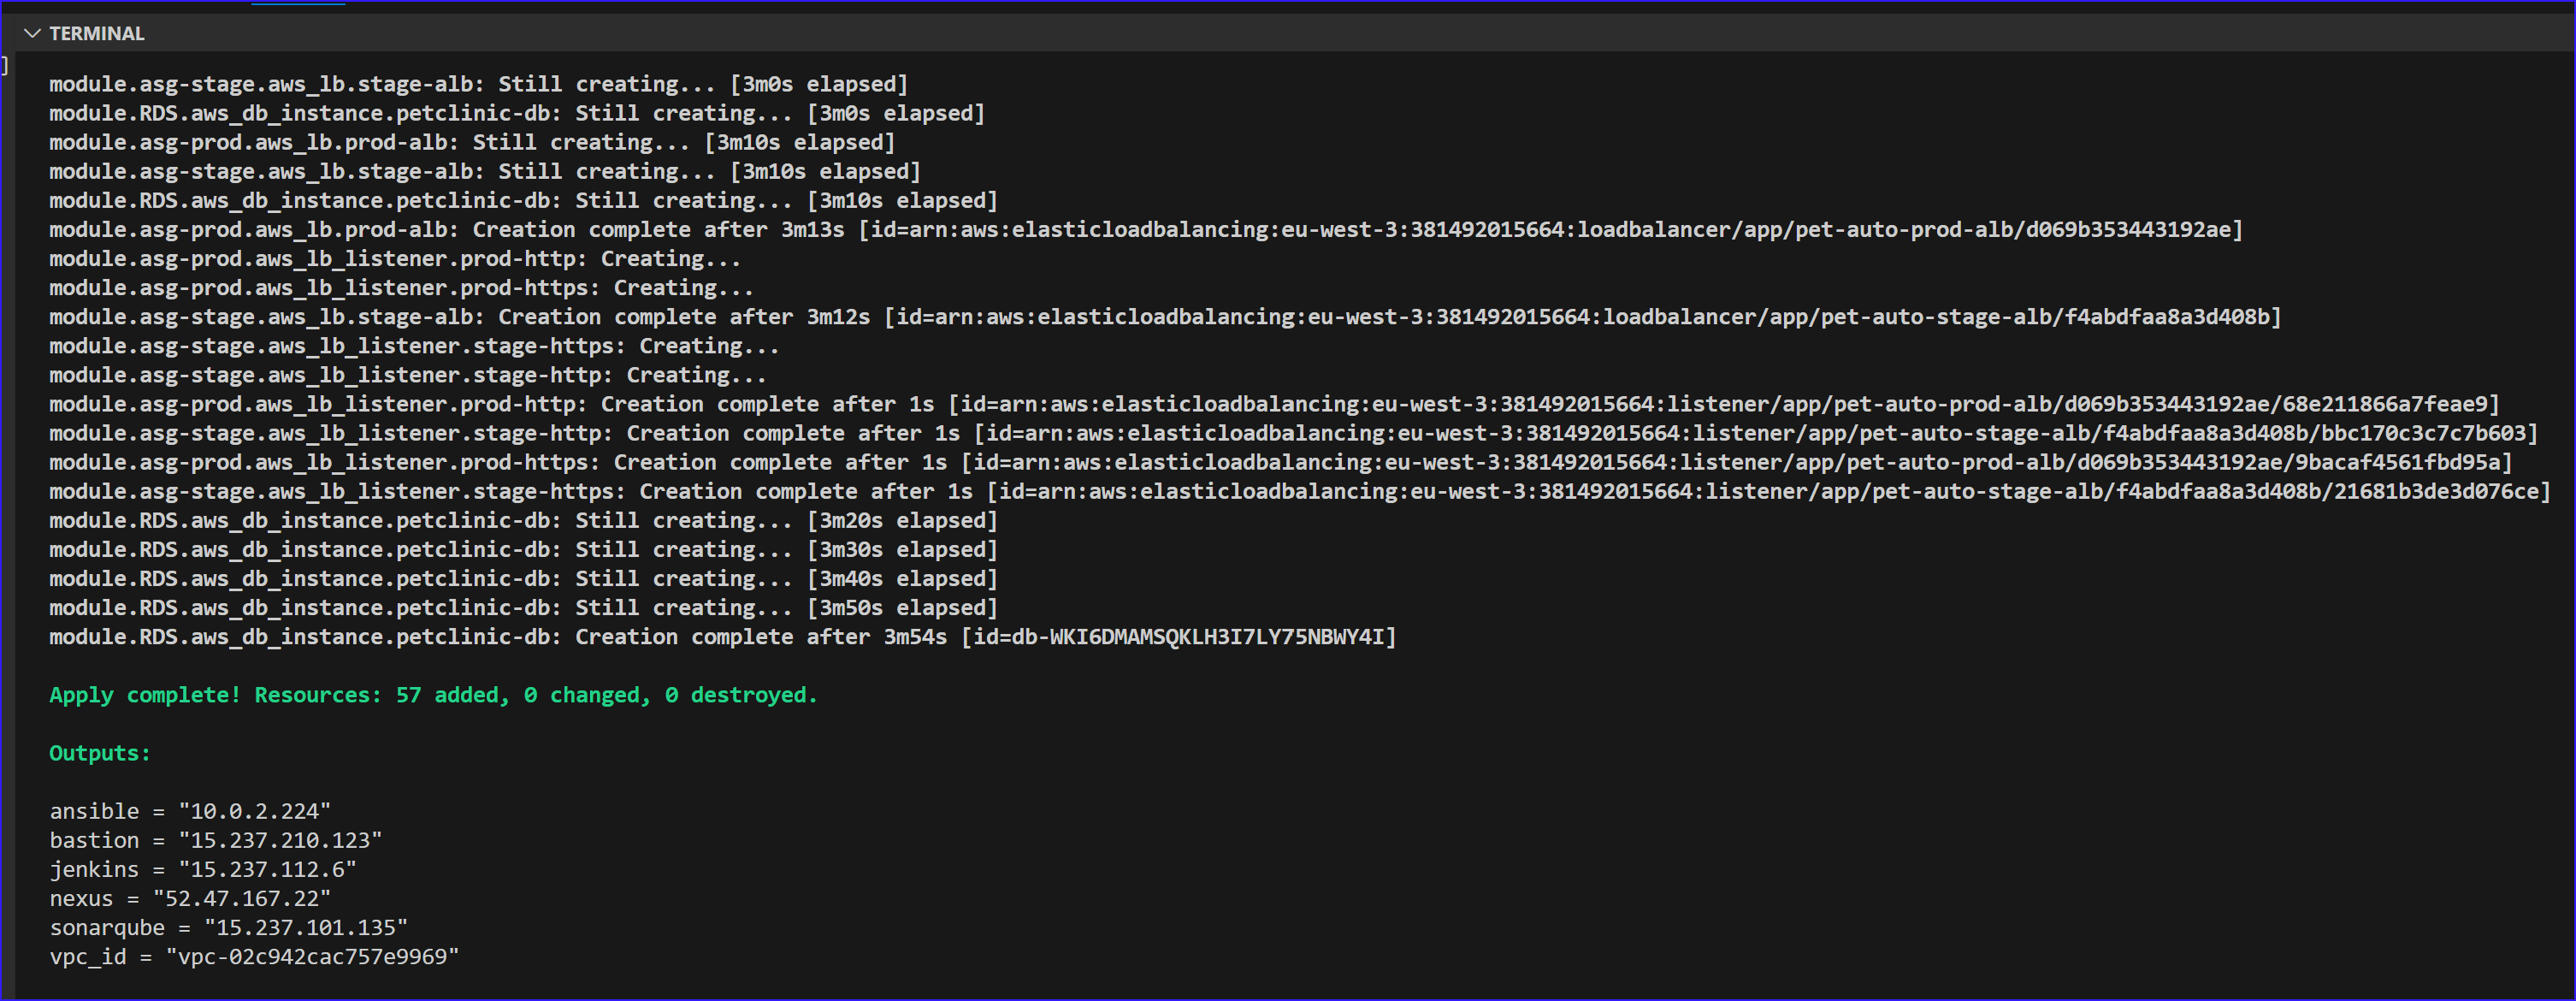 TERMINAL
module.asg-stage.aws_lb.stage-alb: Still creating... [3m0s elapsed]
module.RDS.aws_db_instance.petclinic-db: Still creating... [3m0s elapsed]
module.asg-prod.aws_lb.prod-alb: Still creating... [3m10s elapsed]
module.asg-stage.aws_lb.stage-alb: Still creating... [3m10s elapsed]
module.RDS.aws_db_instance.petclinic-db: Still creating... [3m10s elapsed]
module.asg-prod.aws_lb.prod-alb: Creation complete after 3m13s [id=arn:aws:elasticloadbalancing:eu-west-3:381492015664:loadbalancer/app/pet-auto-prod-alb/d069b353443192ae]
module.asg-prod.aws_lb_listener.prod-http: Creating...
module.asg-prod.aws_lb_listener.prod-https: Creating...
module.asg-stage.aws_lb.stage-alb: Creation complete after 3m12s [id=arn:aws:elasticloadbalancing:eu-west-3:381492015664:loadbalancer/app/pet-auto-stage-alb/f4abdfaa8a3d408b]
module.asg-stage.aws_lb_listener.stage-https: Creating...
module.asg-stage.aws_lb_listener.stage-http: Creating...
module.asg-prod.aws_lb_listener.prod-http: Creation complete after 1s [id=arn:aws:elasticloadbalancing:eu-west-3:381492015664:listener/app/pet-auto-prod-alb/d069b353443192ae/68e211866a7feae9]
module.asg-stage.aws_lb_listener.stage-http: Creation complete after 1s [id=arn:aws:elasticloadbalancing:eu-west-3:381492015664:listener/app/pet-auto-stage-alb/f4abdfaa8a3d408b/bbc170c3c7c7b603]
module.asg-prod.aws_lb_listener.prod-https: Creation complete after 1s [id=arn:aws:elasticloadbalancing:eu-west-3:381492015664:listener/app/pet-auto-prod-alb/d069b353443192ae/9bacaf4561fbd95a]
module.asg-stage.aws_lb_listener.stage-https: Creation complete after 1s [id=arn:aws:elasticloadbalancing:eu-west-3:381492015664:listener/app/pet-auto-stage-alb/f4abdfaa8a3d408b/21681b3de3d076ce]
module.RDS.aws_db_instance.petclinic-db: Still creating... [3m20s elapsed]
module.RDS.aws_db_instance.petclinic-db: Still creating... [3m30s elapsed]
module.RDS.aws_db_instance.petclinic-db: Still creating... [3m40s elapsed]
module.RDS.aws_db_instance.petclinic-db: Still creating... [3m50s elapsed]
module.RDS.aws_db_instance.petclinic-db: Creation complete after 3m54s [id=db-WKI6DMAMSQKLH3I7LY75NBWY4I]
Apply complete! Resources: 57 added, 0 changed, 0 destroyed.
Outputs:
ansible = "10.0.2.224"
bastion = "15.237.210.123"
jenkins = "15.237.112.6"
nexus = "52.47.167.22"
sonarqube = "15.237.101.135"
vpc_id = "vpc-02c942cac757e9969"